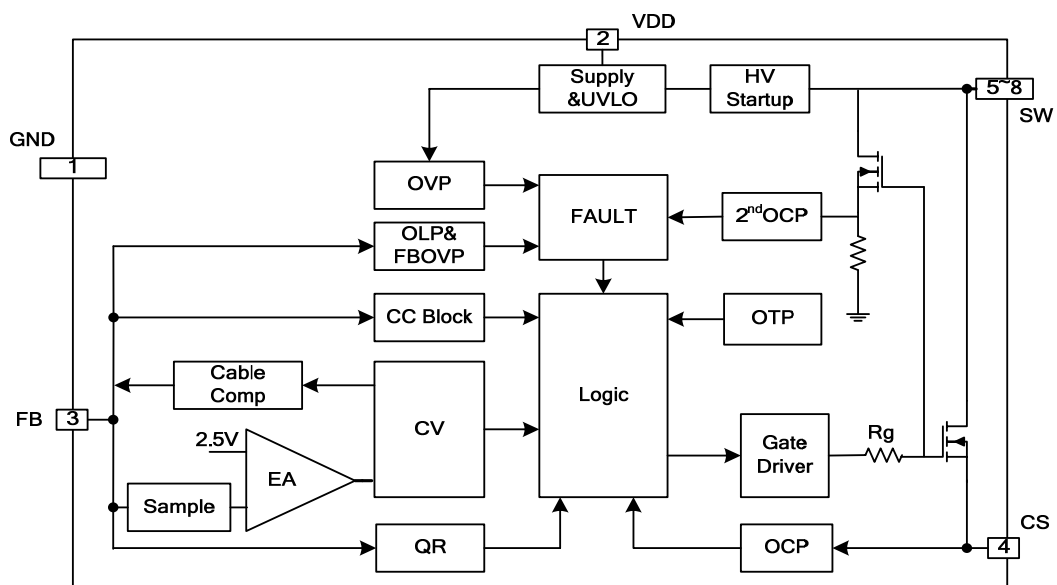 VDD
2
Supply
&UVLO
HV
Startup
5~8
SW
GND
1
OVP
FAULT
2ndOCP
OLP&
FBOVP
CC Block
OTP
Cable
Comp
Logic
FB
3
CV
2.5V
EA
Gate
Driver
Rg
Sample
QR
OCP
CS
4